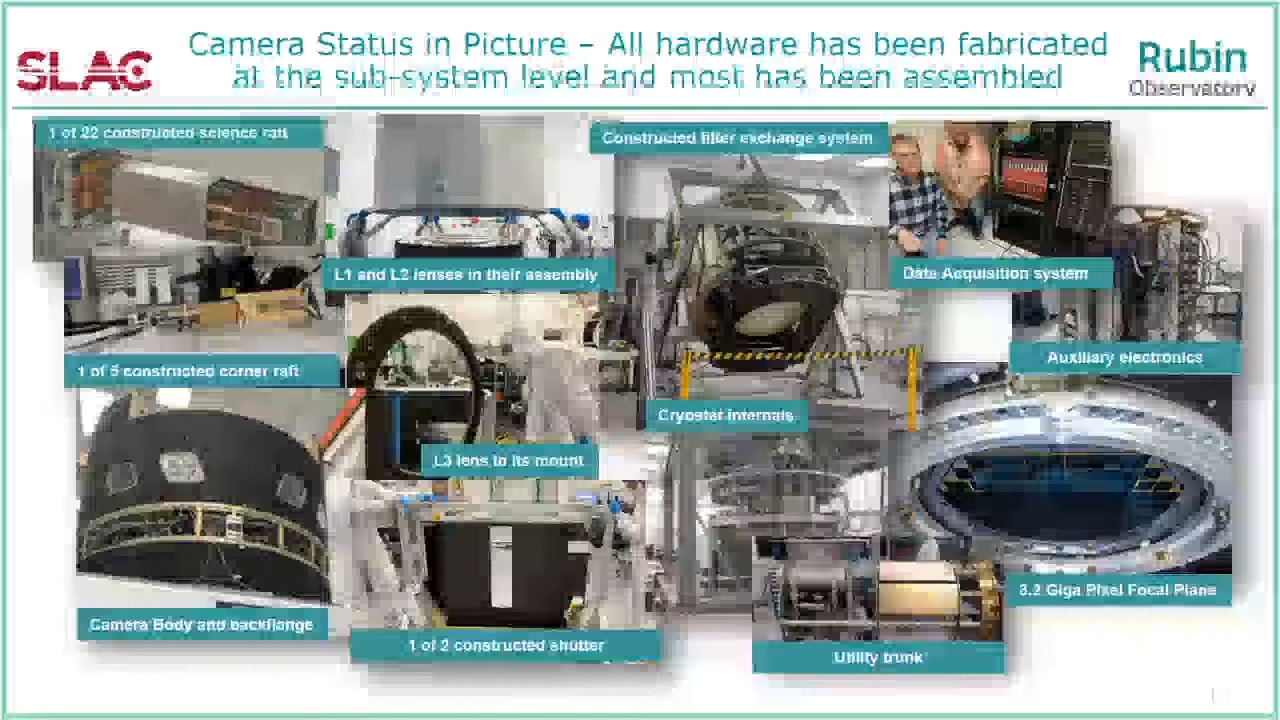 SLAC
Camera Status in Picture – All hardware has been fabricated
at the sub-system level and most has been assembled
Rubin
Observatory
1 of 22 constructed science raft
Constructed filter exchange system
L1 and L2 lenses in their assembly
Data Acquisition system
1 of 5 constructed corner raft
Auxiliary electronics
Cryostat internals
L3 lens to its mount
3.2 Giga Pixel Focal Plane
Camera Body and backflange
1 of 2 constructed shutter
Utility trunk